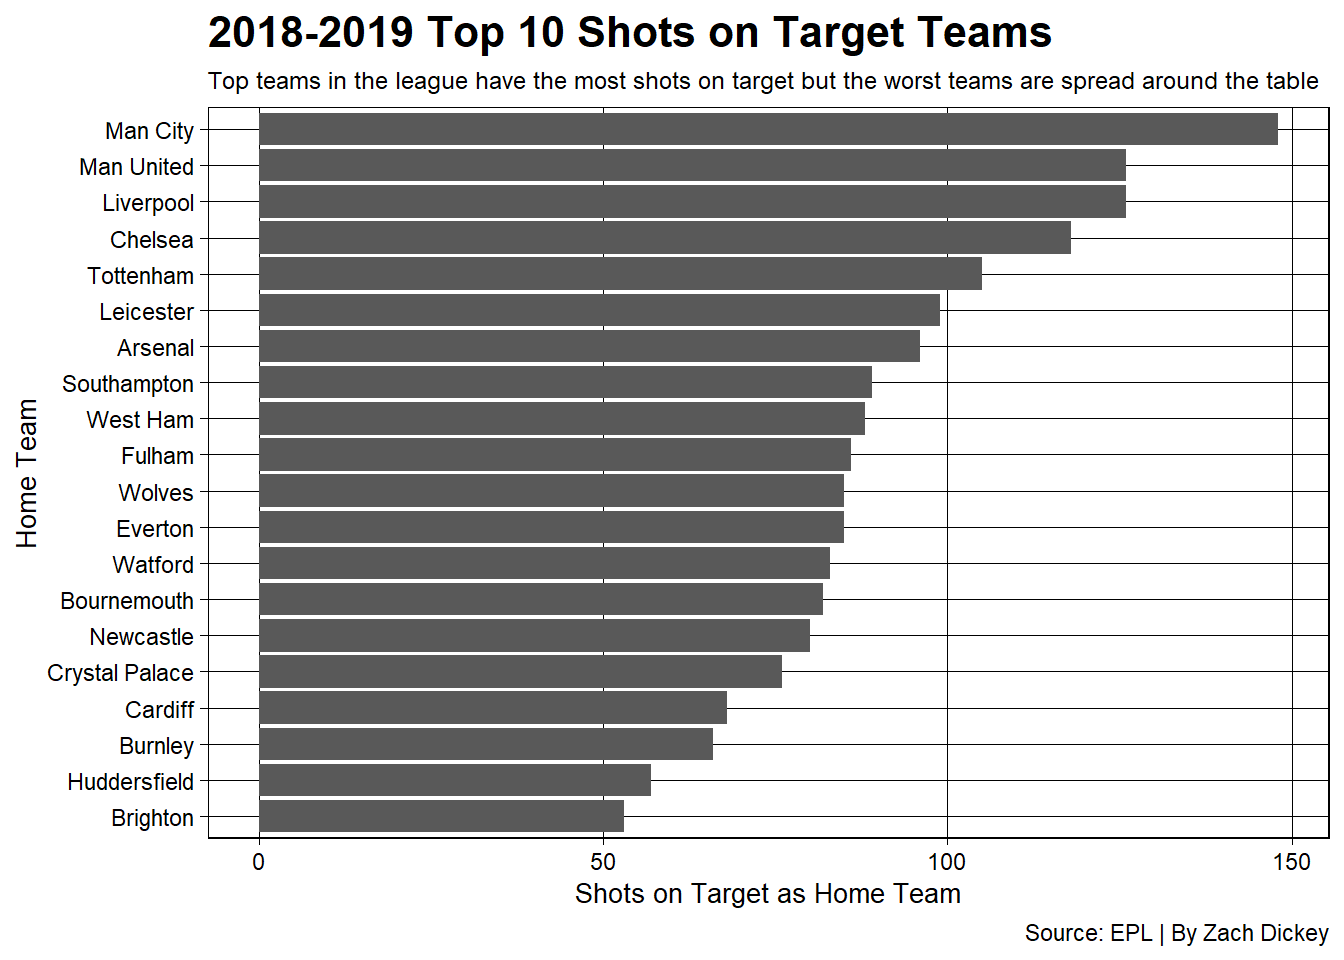 2018-2019 Top 10 Shots on Target Teams
Top teams in the league have the most shots on target but the worst teams are spread around the table
Home Team
Man City
Man United
Liverpool
Chelsea
Tottenham
Leicester
Arsenal
Southampton
West Ham
Fulham
Wolves
Everton
Watford
Bournemouth
Newcastle
Crystal Palace
Cardiff
Burnley
Huddersfield
Brighton
0 50 100 150
Shots on Target as Home Team
Source: EPL | By Zach Dickey